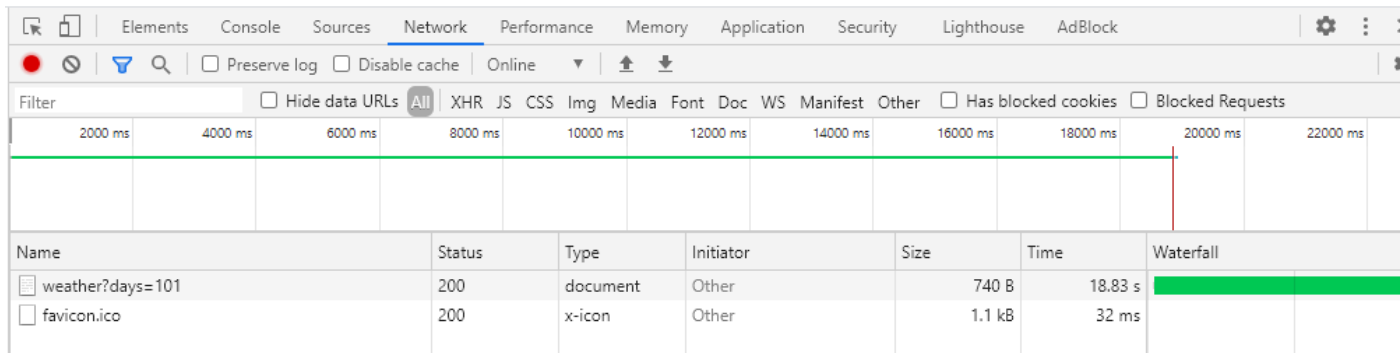 Elements Console Sources Network Performance Memory Application Security Lighthouse AdBlock
Preserve log Disable cache Online
Filter Hide data URLs All XHR JS CSS Img Media Font Doc WS Manifest Other Has blocked cookies Blocked Requests
2000 ms 4000 ms 6000 ms 8000 ms 10000 ms 12000 ms 14000 ms 16000 ms 18000 ms 20000 ms 22000 ms
Name Status Type Initiator Size Time Waterfall
weather?days=101 200 document Other 740 B 18.83 s
favicon.ico 200 x-icon Other 1.1 kB 32 ms